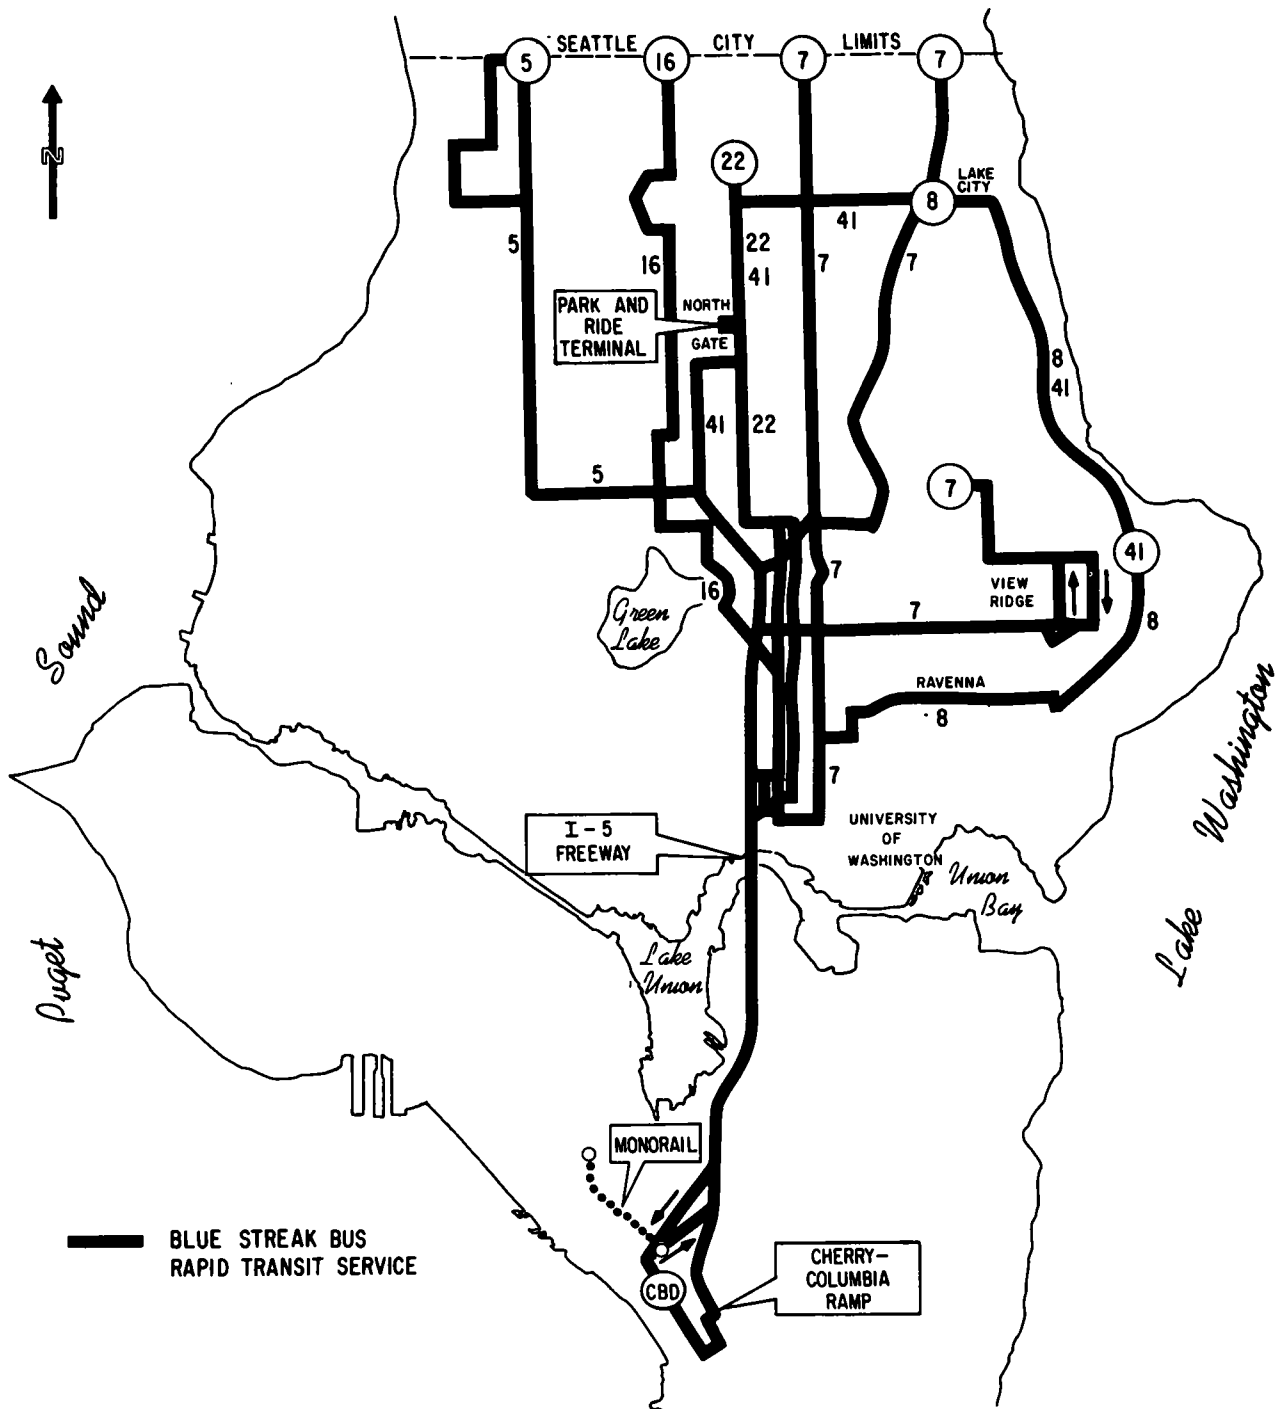 SEATTLE CITY LIMITS
5
16
7
7
N
22
LAKE
CITY
8
41
5
22
41
16
7
7
PARK AND
RIDE
TERMINAL
NORTH
GATE
8
41
41
22
5
7
41
7
16
VIEW
RIDGE
7
8
Green
Lake
Puget Sound
RAVENNA
8
7
Lake Washington
I-5
FREEWAY
UNIVERSITY
OF
WASHINGTON
Union
Bay
Lake
Union
MONORAIL
CBD
CHERRY-
COLUMBIA
RAMP
BLUE STREAK BUS
RAPID TRANSIT SERVICE